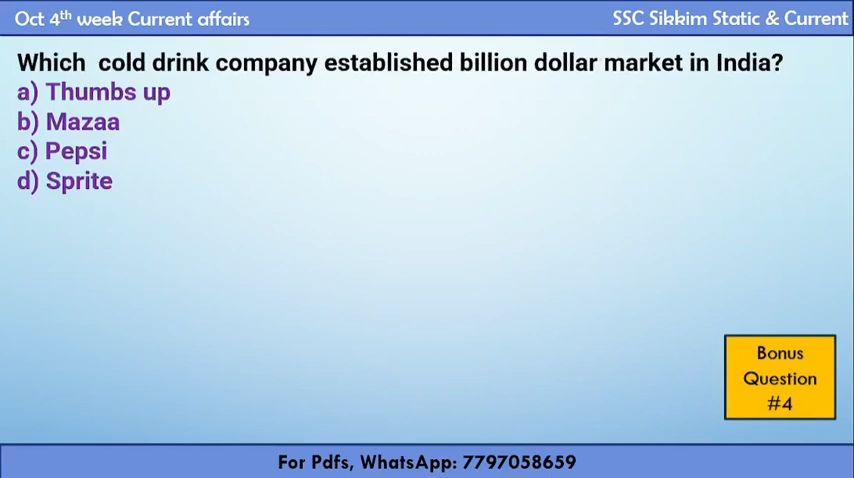 Oct 4th week Current affairs
SSC Sikkim Static & Current
Which cold drink company established billion dollar market in India?
a) Thumbs up
b) Mazaa
c) Pepsi
d) Sprite
Bonus
Question
#4
For Pdfs, WhatsApp: 7797058659